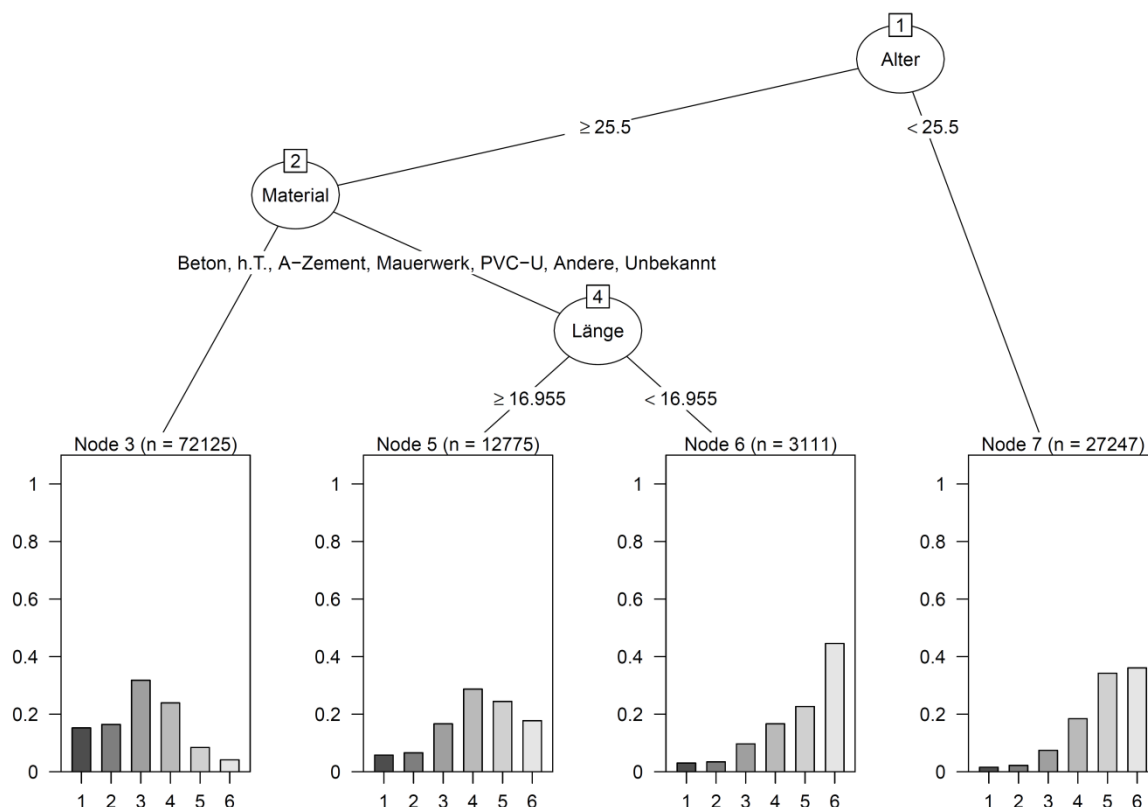 1
Alter
≥ 25.5
< 25.5
2
Material
Beton, h.T., A−Zement, Mauerwerk, PVC−U, Andere, Unbekannt
4
Länge
≥ 16.955
< 16.955
Node 3 (n = 72125)
1
0.8
0.6
0.4
0.2
0
1 2 3 4 5 6
Node 5 (n = 12775)
1
0.8
0.6
0.4
0.2
0
1 2 3 4 5 6
Node 6 (n = 3111)
1
0.8
0.6
0.4
0.2
0
1 2 3 4 5 6
Node 7 (n = 27247)
1
0.8
0.6
0.4
0.2
0
1 2 3 4 5 6